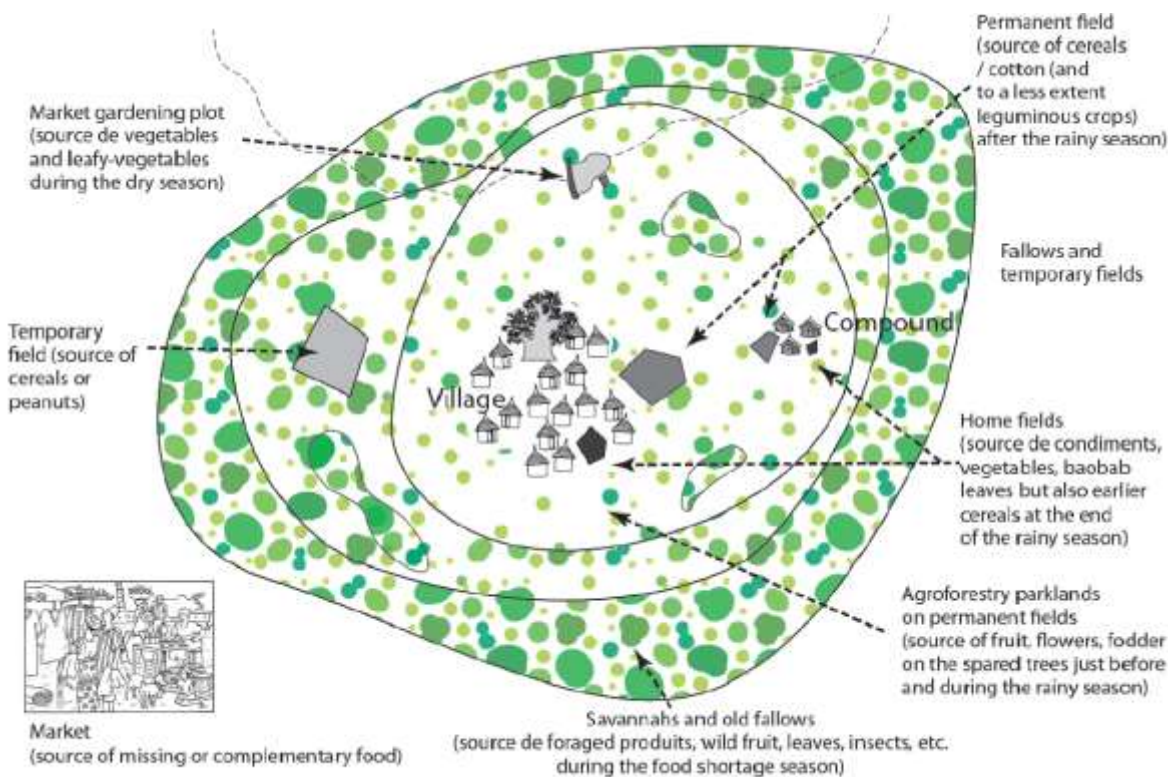 Permanent field
(source of cereals
/ cotton (and
to a less extent
leguminous crops)
after the rainy season)
Market gardening plot
(source de vegetables
and leafy-vegetables
during the dry season)
Fallows and
temporary fields
Compound
Temporary
field (source of
cereals or
peanuts)
Village
Home fields
(source de condiments,
vegetables, baobab
leaves but also earlier
cereals at the end
of the rainy season)
Agroforestry parklands
on permanent fields
(source of fruit, flowers, fodder
on the spared trees just before
and during the rainy season)
Savannahs and old fallows
(source de foraged produits, wild fruit, leaves, insects, etc.
during the food shortage season)
Market
(source of missing or complementary food)